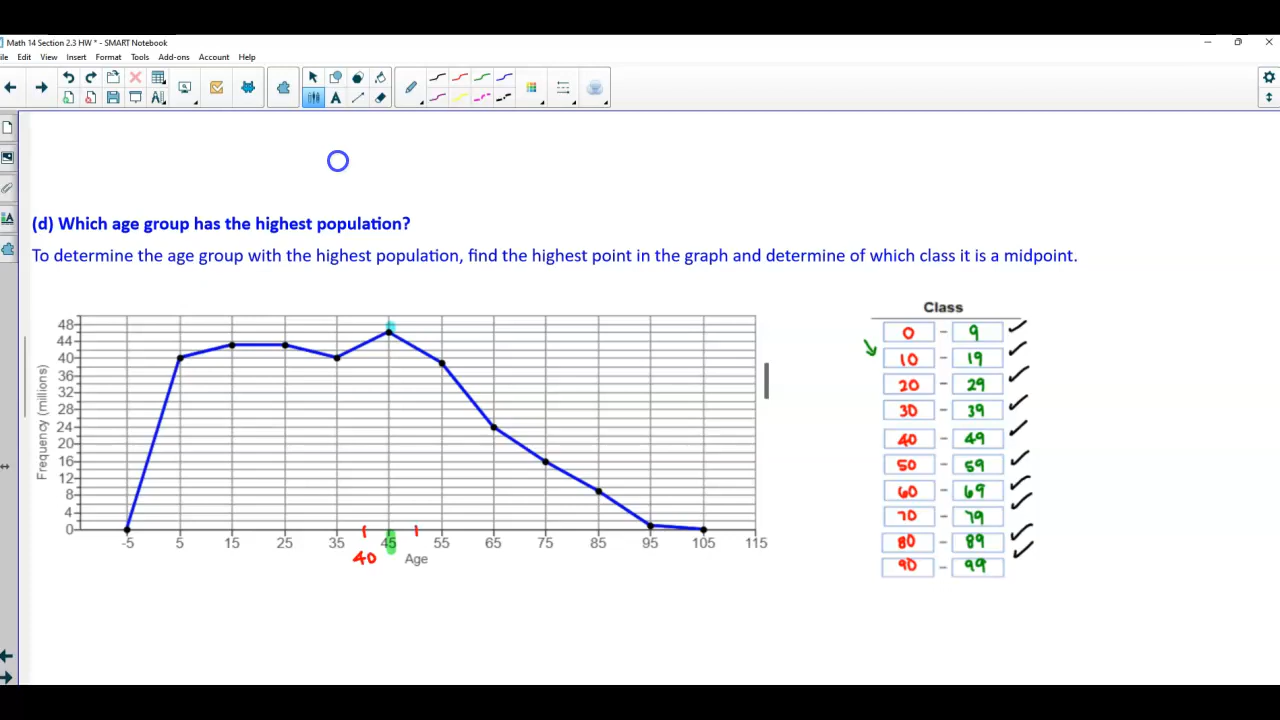 Math 14 Section 2.3 HW * - SMART Notebook
ile Edit View Insert Format Tools Add-ons Account Help
(d) Which age group has the highest population?
To determine the age group with the highest population, find the highest point in the graph and determine of which class it is a midpoint.
Class
0 - 9
10 - 19
20 - 29
30 - 39
40 - 49
50 - 59
60 - 69
70 - 79
80 - 89
90 - 99
Frequency (millions)
48
44
40
36
32
28
24
20
16
12
8
4
0
-5 5 15 25 35 45 55 65 75 85 95 105 115
40 Age